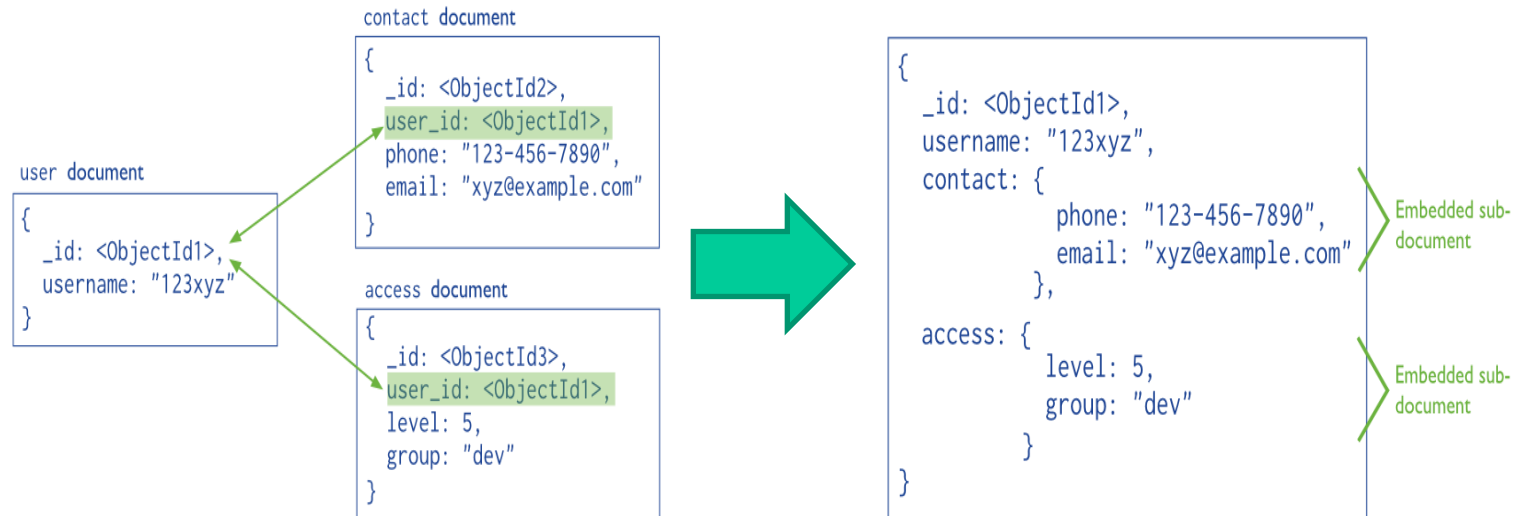 user document
{
_id: <ObjectId1>,
username: "123xyz"
}
contact document
{
_id: <ObjectId2>,
user_id: <ObjectId1>,
phone: "123-456-7890",
email: "xyz@example.com"
}
access document
{
_id: <ObjectId3>,
user_id: <ObjectId1>,
level: 5,
group: "dev"
}
{
_id: <ObjectId1>,
username: "123xyz",
contact: {
phone: "123-456-7890",
email: "xyz@example.com"
},
access: {
level: 5,
group: "dev"
}
}
Embedded sub-
document
Embedded sub-
document